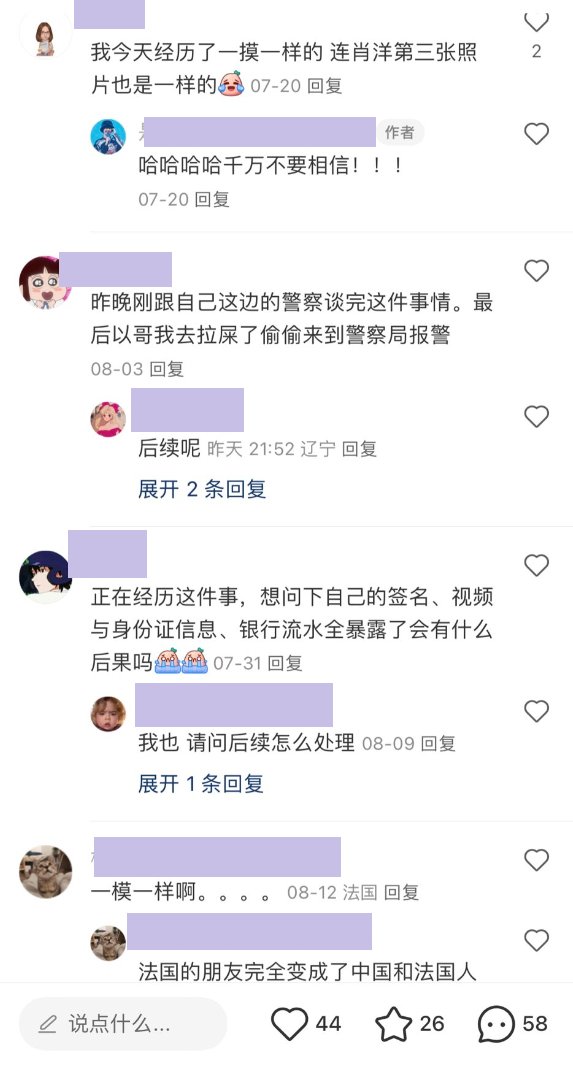 我今天经历了一摸一样的 连肖洋第三张照
片也是一样的 07-20 回复
2
作者
哈哈哈哈千万不要相信！！！
07-20 回复
昨晚刚跟自己这边的警察谈完这件事情。最
后以哥我去拉屎了偷偷来到警察局报警
08-03 回复
后续呢 昨天 21:52 辽宁 回复
展开 2 条回复
正在经历这件事，想问下自己的签名、视频
与身份证信息、银行流水全暴露了会有什么
后果吗 07-31 回复
我也 请问后续怎么处理 08-09 回复
展开 1 条回复
一模一样啊。。。。 08-12 法国 回复
法国的朋友完全变成了中国和法国人
说点什么... 44 26 58